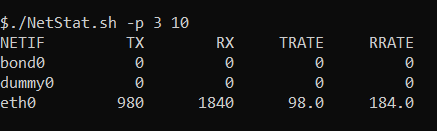 $./NetStat.sh -p 3 10
NETIF TX RX TRATE RRATE
bond0 0 0 0 0
dummy0 0 0 0 0
eth0 980 1840 98.0 184.0